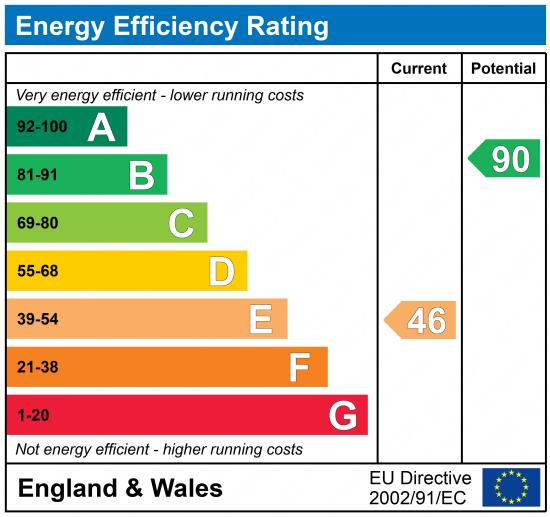 Energy Efficiency Rating
Current Potential
Very energy efficient - lower running costs
92-100 A
81-91 B
90
69-80 C
55-68 D
39-54 E
46
21-38 F
1-20 G
Not energy efficient - higher running costs
England & Wales
EU Directive
2002/91/EC